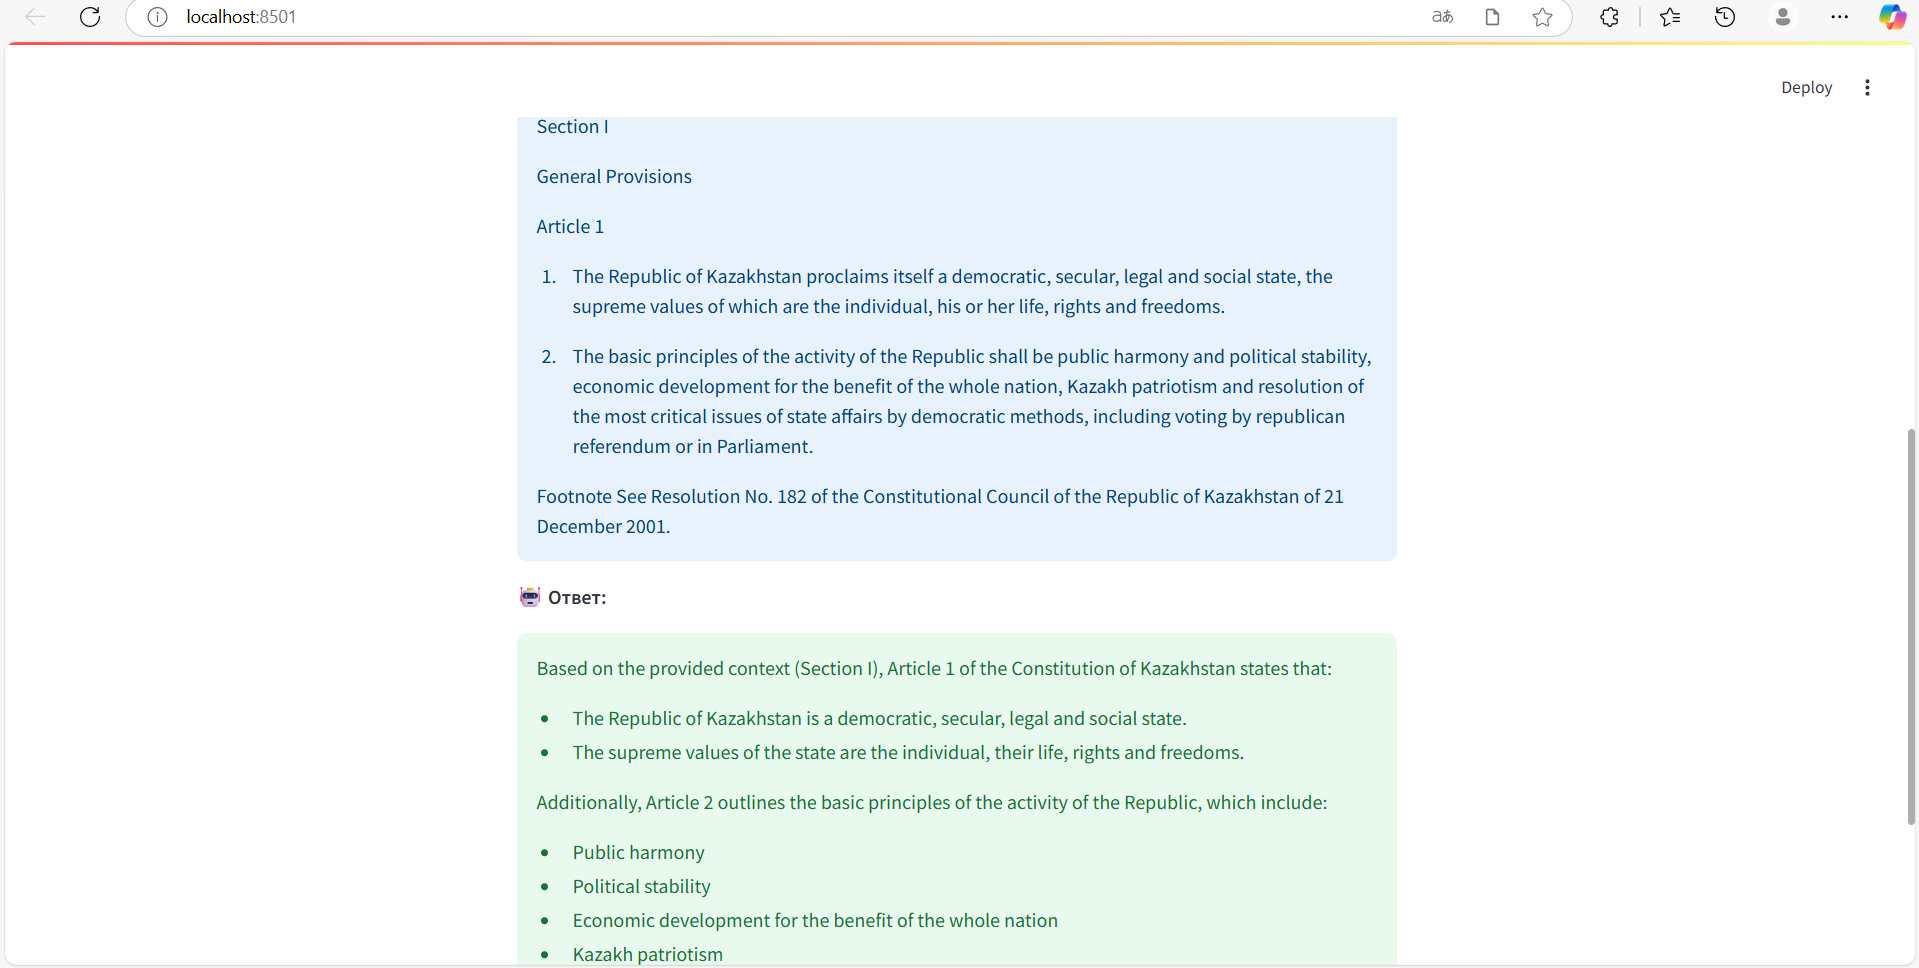 localhost:8501
aあ
Deploy
Section I
General Provisions
Article 1
1. The Republic of Kazakhstan proclaims itself a democratic, secular, legal and social state, the
supreme values of which are the individual, his or her life, rights and freedoms.
2. The basic principles of the activity of the Republic shall be public harmony and political stability,
economic development for the benefit of the whole nation, Kazakh patriotism and resolution of
the most critical issues of state affairs by democratic methods, including voting by republican
referendum or in Parliament.
Footnote See Resolution No. 182 of the Constitutional Council of the Republic of Kazakhstan of 21
December 2001.
Ответ:
Based on the provided context (Section I), Article 1 of the Constitution of Kazakhstan states that:
• The Republic of Kazakhstan is a democratic, secular, legal and social state.
• The supreme values of the state are the individual, their life, rights and freedoms.
Additionally, Article 2 outlines the basic principles of the activity of the Republic, which include:
• Public harmony
• Political stability
• Economic development for the benefit of the whole nation
• Kazakh patriotism